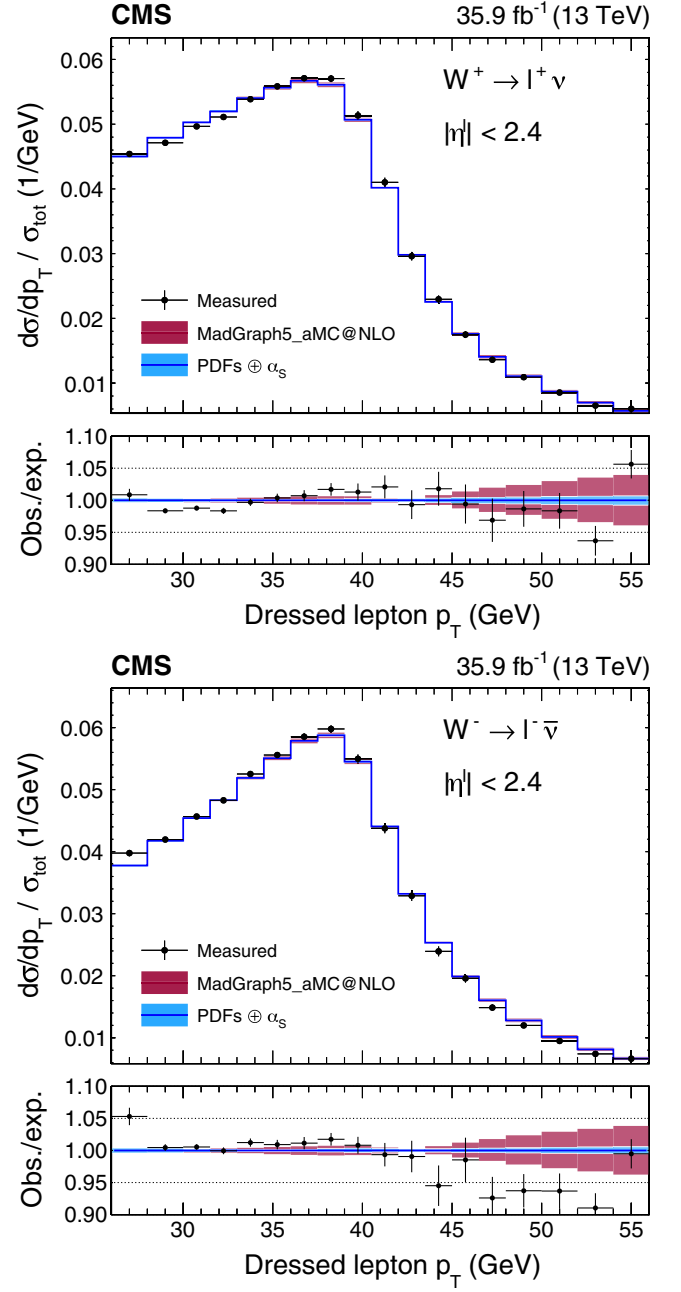 CMS 35.9 fb⁻¹ (13 TeV)
dσ/dp_T / σ_tot (1/GeV)
0.06
0.05
0.04
0.03
0.02
0.01
W⁺ → l⁺ ν
|ηˡ| < 2.4
Measured
MadGraph5_aMC@NLO
PDFs ⊕ α_S
Obs./exp.
1.10
1.05
1.00
0.95
0.90
30 35 40 45 50 55
Dressed lepton p_T (GeV)
CMS 35.9 fb⁻¹ (13 TeV)
dσ/dp_T / σ_tot (1/GeV)
0.06
0.05
0.04
0.03
0.02
0.01
W⁻ → l⁻ ν̅
|ηˡ| < 2.4
Measured
MadGraph5_aMC@NLO
PDFs ⊕ α_S
Obs./exp.
1.10
1.05
1.00
0.95
0.90
30 35 40 45 50 55
Dressed lepton p_T (GeV)